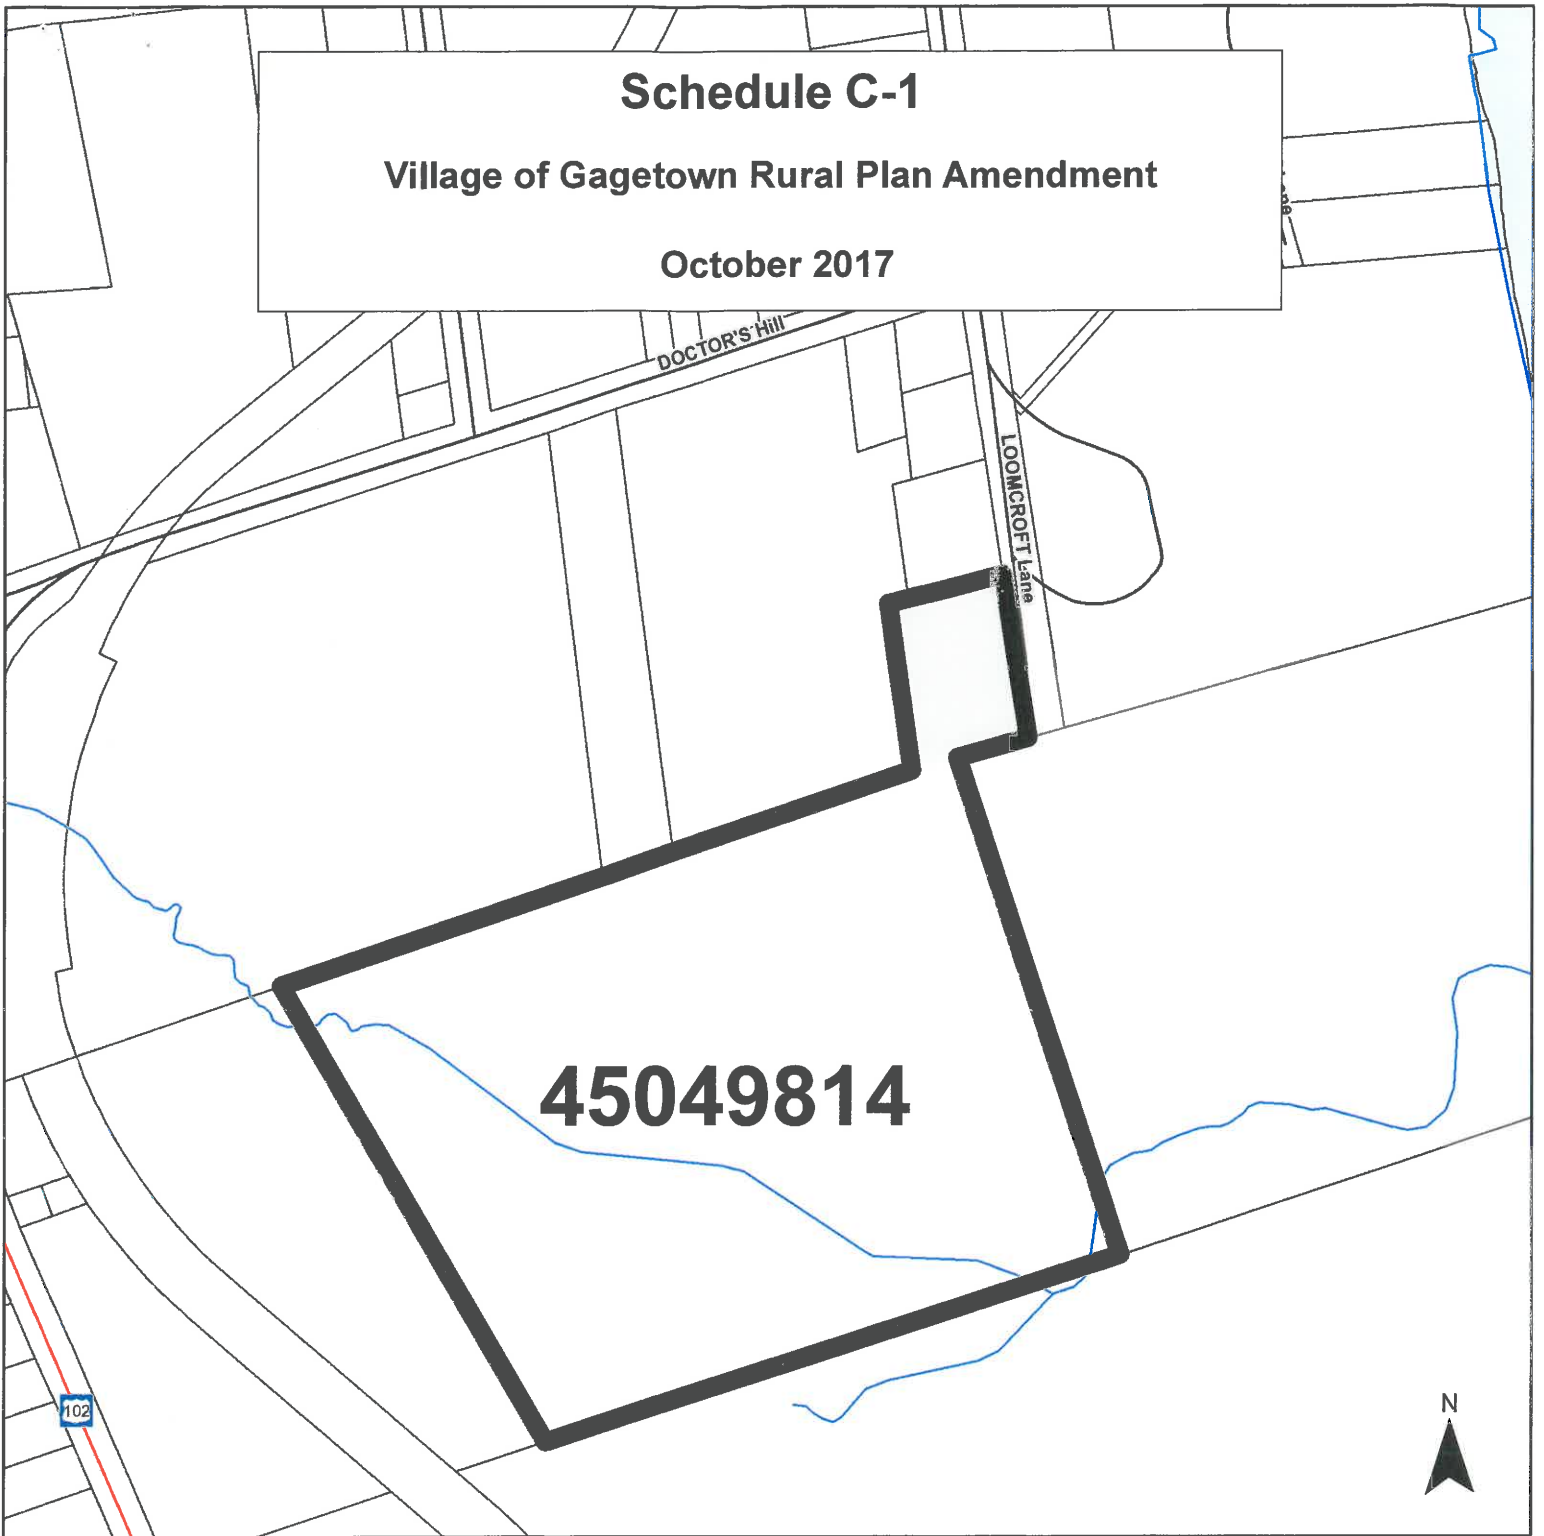 Schedule C-1
Village of Gagetown Rural Plan Amendment
October 2017
DOCTOR'S Hill
LOOMCROFT Lane
45049814
102
N